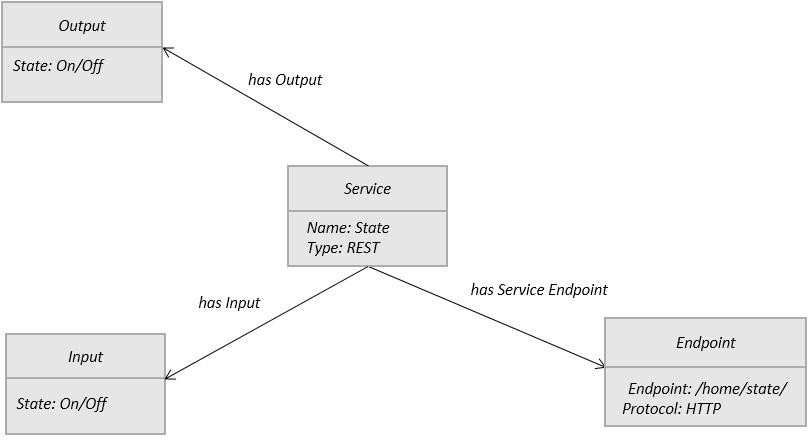 Output
State: On/Off
has Output
Service
Name: State
Type: REST
has Input
has Service Endpoint
Input
State: On/Off
Endpoint
Endpoint: /home/state/
Protocol: HTTP